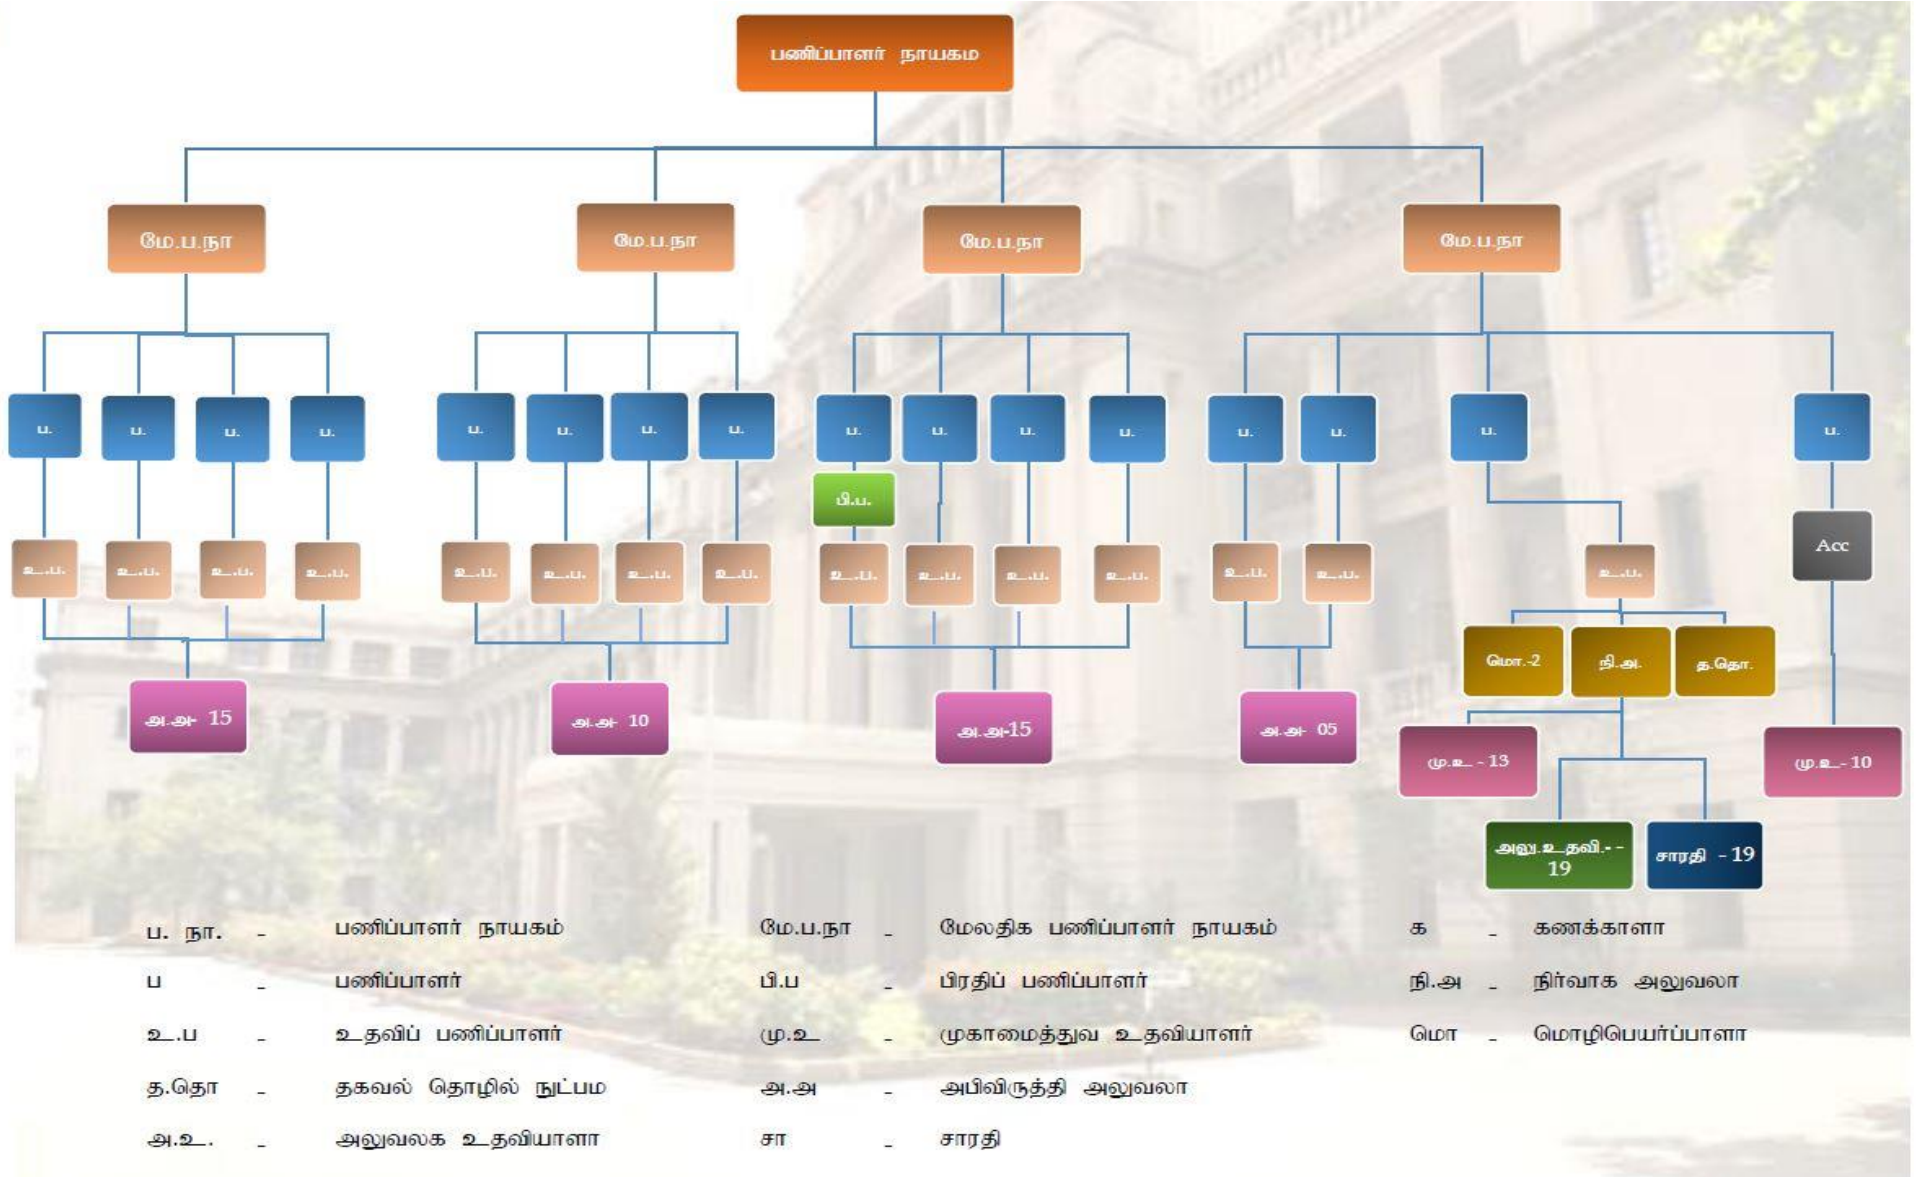 பணிப்பாளர் நாயகம
மே.ப.நா மே.ப.நா மே.ப.நா மே.ப.நா
ப. ப. ப. ப. ப. ப. ப. ப. ப. ப. ப. ப. ப. ப. ப. ப.
பி.ப.
Acc
உ.ப. உ.ப. உ.ப. உ.ப. உ.ப. உ.ப. உ.ப. உ.ப. உ.ப. உ.ப. உ.ப. உ.ப. உ.ப. உ.ப. உ.ப.
மொ.-2 நி.அ. த.தொ.
அ.அ- 15 அ.அ- 10 அ.அ-15 அ.அ- 05
மு.உ - 13 மு.உ- 10
அலு.உதவி.- -
19
சாரதி - 19
ப. நா. - பணிப்பாளர் நாயகம் மே.ப.நா - மேலதிக பணிப்பாளர் நாயகம் க - கணக்காளா
ப - பணிப்பாளர் பி.ப - பிரதிப் பணிப்பாளர் நி.அ - நிர்வாக அலுவலா
உ.ப - உதவிப் பணிப்பாளர் மு.உ - முகாமைத்துவ உதவியாளர் மொ - மொழிபெயர்ப்பாளா
த.தொ - தகவல் தொழில் நுட்பம அ.அ - அபிவிருத்தி அலுவலா
அ.உ. - அலுவலக உதவியாளா சா - சாரதி